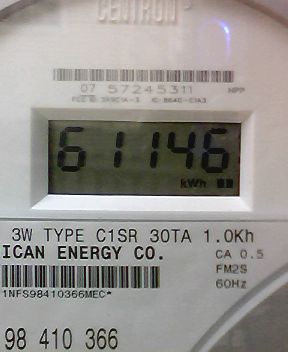 CENTRON
07 57245311 NPP
61146
kWh
3W TYPE C1SR 30TA 1.0Kh
ICAN ENERGY CO. CA 0.5
FM2S
1NFS98410366MEC* 60Hz
98 410 366